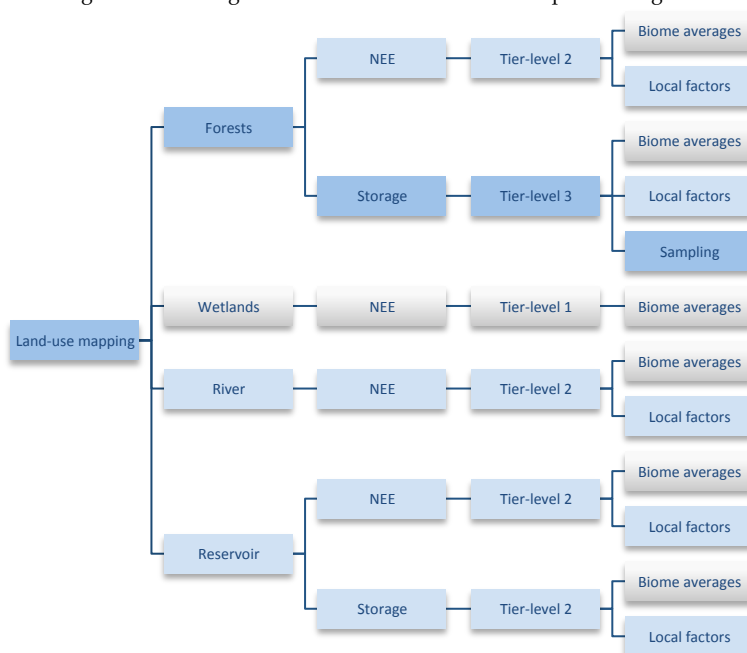 Biome averages
NEE
Tier-level 2
Local factors
Forests
Biome averages
Storage
Tier-level 3
Local factors
Sampling
Wetlands
NEE
Tier-level 1
Biome averages
Land-use mapping
River
NEE
Tier-level 2
Biome averages
Local factors
Reservoir
NEE
Tier-level 2
Biome averages
Local factors
Storage
Tier-level 2
Biome averages
Local factors